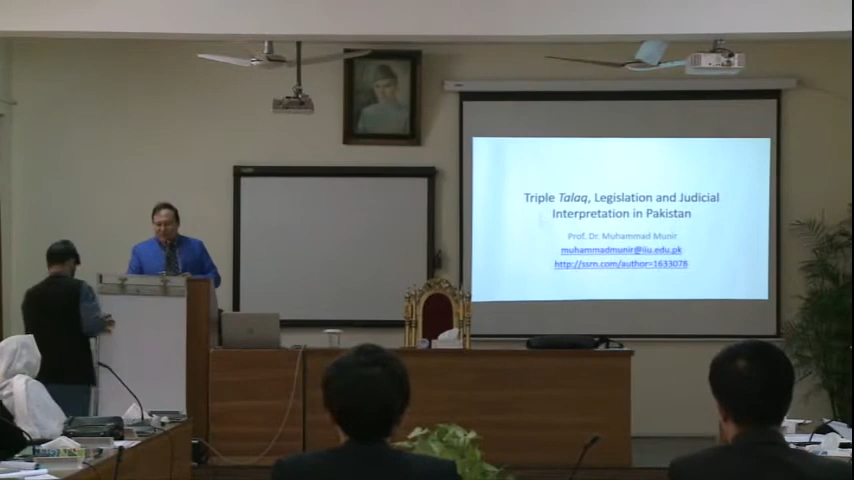 Triple Talaq, Legislation and Judicial
Interpretation in Pakistan
Prof. Dr. Muhammad Munir
muhammadmunir@iiu.edu.pk
http://ssrn.com/author=1633078